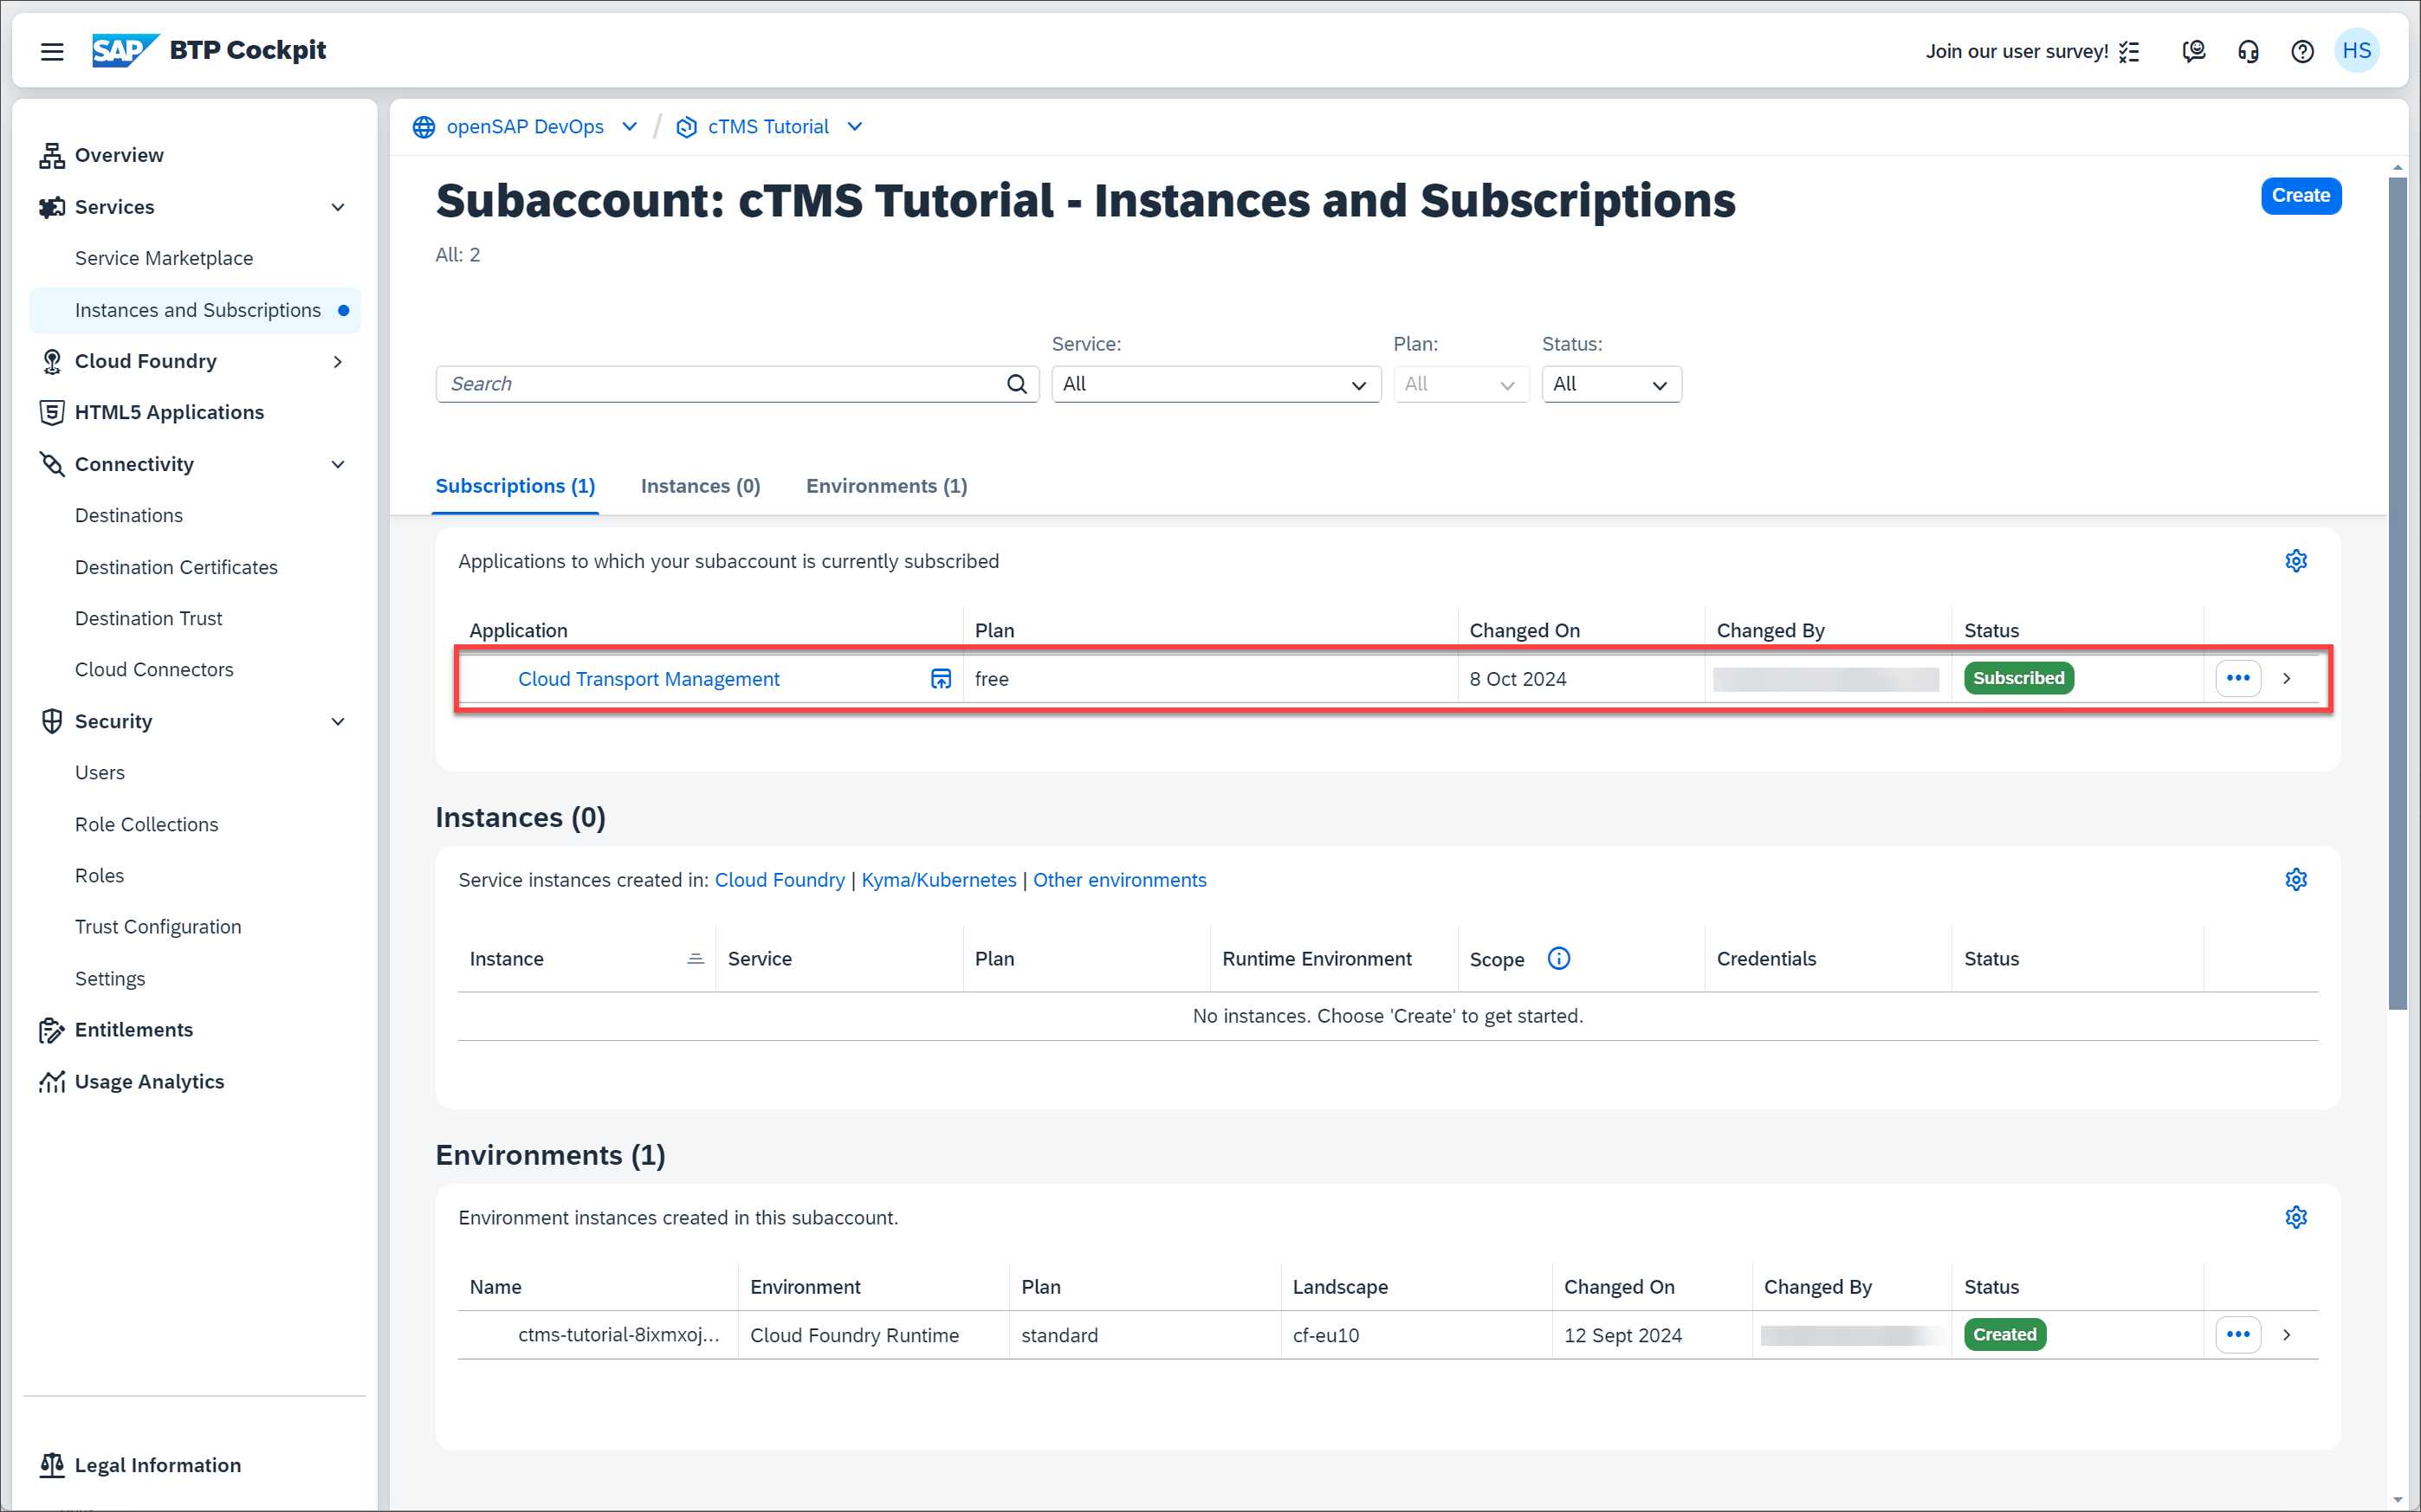 SAP BTP Cockpit
Join our user survey!
HS
Overview
Services
Service Marketplace
Instances and Subscriptions
Cloud Foundry
HTML5 Applications
Connectivity
Destinations
Destination Certificates
Destination Trust
Cloud Connectors
Security
Users
Role Collections
Roles
Trust Configuration
Settings
Entitlements
Usage Analytics
Legal Information
openSAP DevOps / cTMS Tutorial
Subaccount: cTMS Tutorial - Instances and Subscriptions
Create
All: 2
Service: Plan: Status:
Search All All All
Subscriptions (1) Instances (0) Environments (1)
Applications to which your subaccount is currently subscribed
Application Plan Changed On Changed By Status
Cloud Transport Management free 8 Oct 2024 Subscribed
Instances (0)
Service instances created in: Cloud Foundry | Kyma/Kubernetes | Other environments
Instance Service Plan Runtime Environment Scope Credentials Status
No instances. Choose 'Create' to get started.
Environments (1)
Environment instances created in this subaccount.
Name Environment Plan Landscape Changed On Changed By Status
ctms-tutorial-8ixmxoj... Cloud Foundry Runtime standard cf-eu10 12 Sept 2024 Created